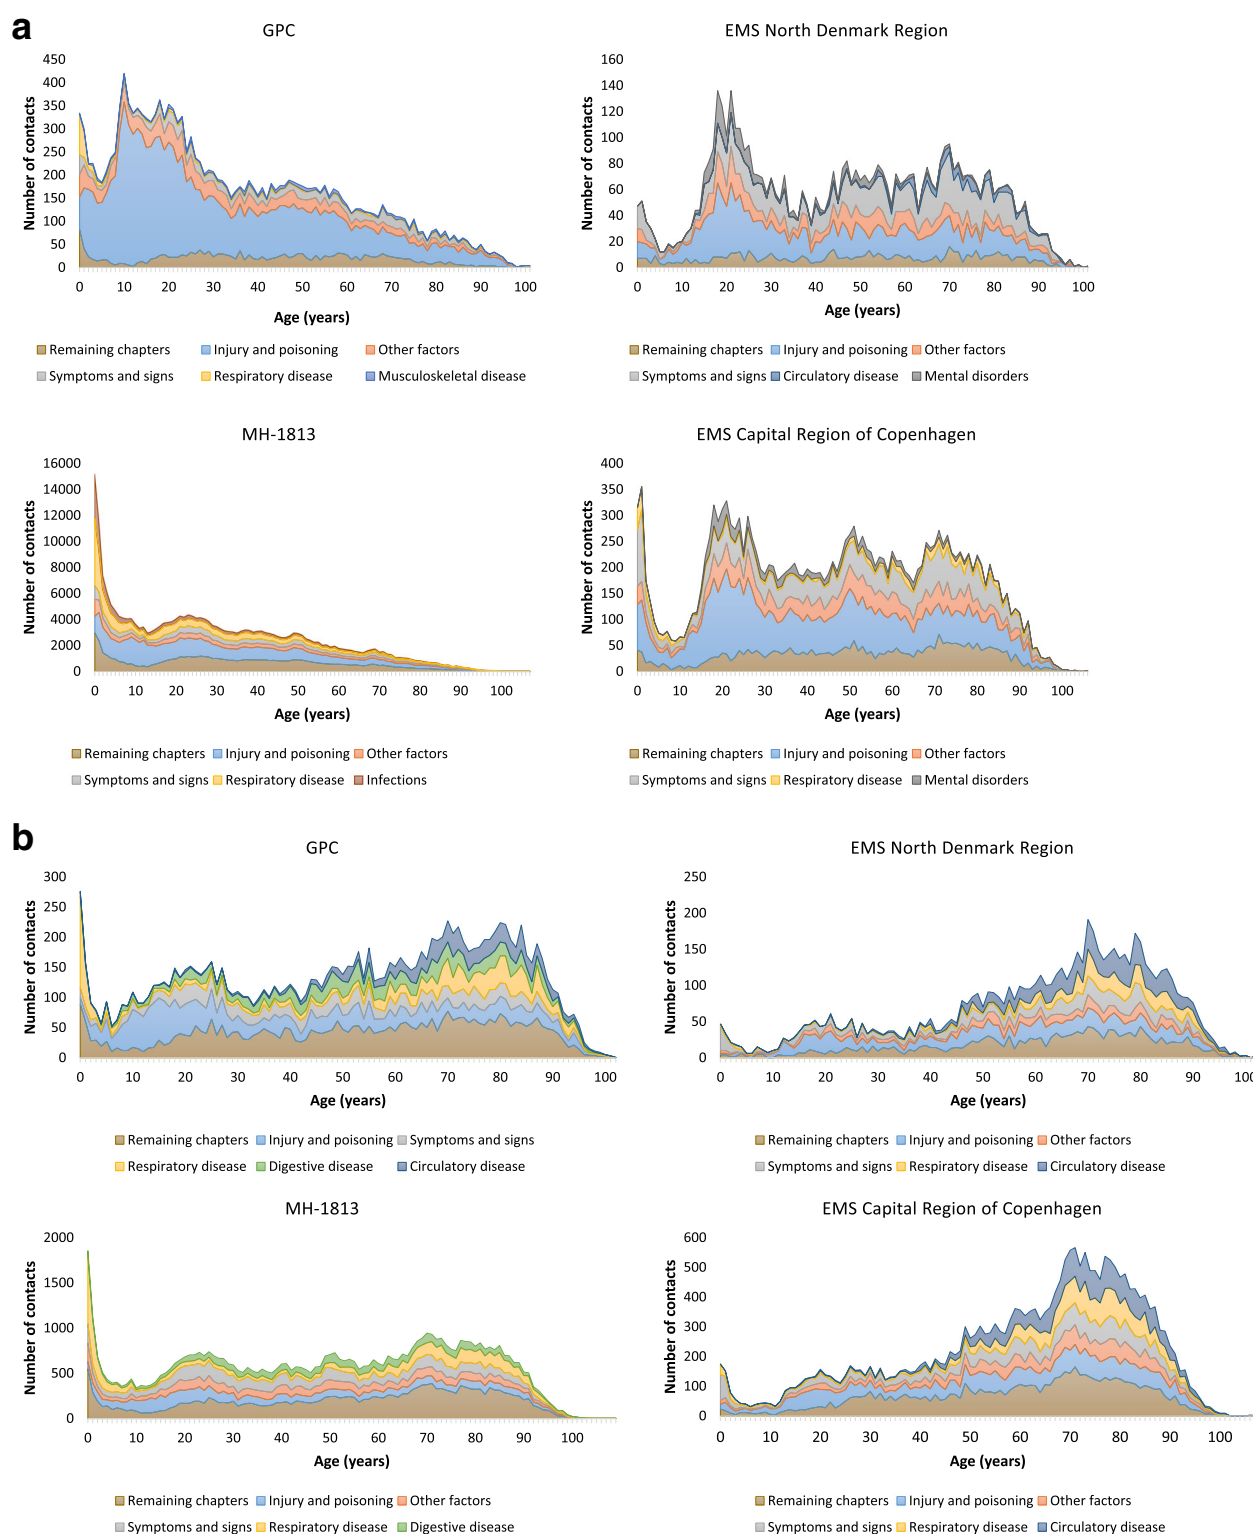 a
GPC
Number of contacts
450
400
350
300
250
200
150
100
50
0
0 10 20 30 40 50 60 70 80 90 100
Age (years)
Remaining chapters Injury and poisoning Other factors
Symptoms and signs Respiratory disease Musculoskeletal disease
EMS North Denmark Region
Number of contacts
160
140
120
100
80
60
40
20
0
0 10 20 30 40 50 60 70 80 90 100
Age (years)
Remaining chapters Injury and poisoning Other factors
Symptoms and signs Circulatory disease Mental disorders
MH-1813
Number of contacts
16000
14000
12000
10000
8000
6000
4000
2000
0
0 10 20 30 40 50 60 70 80 90 100
Age (years)
Remaining chapters Injury and poisoning Other factors
Symptoms and signs Respiratory disease Infections
EMS Capital Region of Copenhagen
Number of contacts
400
350
300
250
200
150
100
50
0
0 10 20 30 40 50 60 70 80 90 100
Age (years)
Remaining chapters Injury and poisoning Other factors
Symptoms and signs Respiratory disease Mental disorders
b
GPC
Number of contacts
300
250
200
150
100
50
0
0 10 20 30 40 50 60 70 80 90 100
Age (years)
Remaining chapters Injury and poisoning Symptoms and signs
Respiratory disease Digestive disease Circulatory disease
EMS North Denmark Region
Number of contacts
250
200
150
100
50
0
0 10 20 30 40 50 60 70 80 90 100
Age (years)
Remaining chapters Injury and poisoning Other factors
Symptoms and signs Respiratory disease Circulatory disease
MH-1813
Number of contacts
2000
1500
1000
500
0
0 10 20 30 40 50 60 70 80 90 100
Age (years)
Remaining chapters Injury and poisoning Other factors
Symptoms and signs Respiratory disease Digestive disease
EMS Capital Region of Copenhagen
Number of contacts
600
500
400
300
200
100
0
0 10 20 30 40 50 60 70 80 90 100
Age (years)
Remaining chapters Injury and poisoning Other factors
Symptoms and signs Respiratory disease Circulatory disease